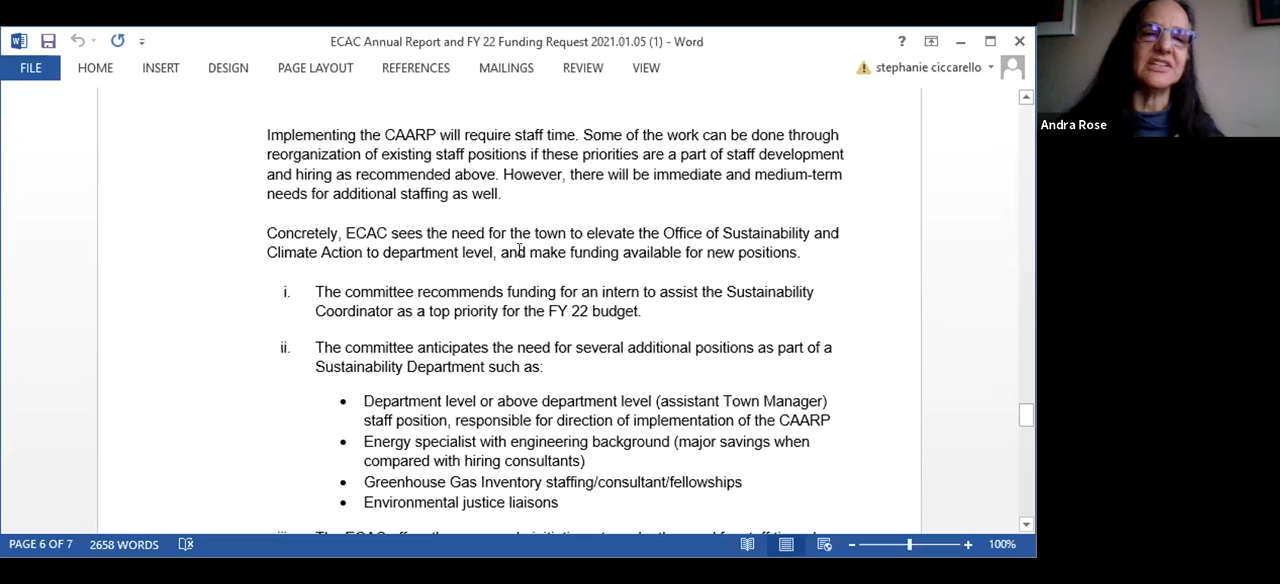 ECAC Annual Report and FY 22 Funding Request 2021.01.05 (1) - Word
FILE HOME INSERT DESIGN PAGE LAYOUT REFERENCES MAILINGS REVIEW VIEW stephanie ciccarello
Andra Rose
Implementing the CAARP will require staff time. Some of the work can be done through
reorganization of existing staff positions if these priorities are a part of staff development
and hiring as recommended above. However, there will be immediate and medium-term
needs for additional staffing as well.
Concretely, ECAC sees the need for the town to elevate the Office of Sustainability and
Climate Action to department level, and make funding available for new positions.
i. The committee recommends funding for an intern to assist the Sustainability
Coordinator as a top priority for the FY 22 budget.
ii. The committee anticipates the need for several additional positions as part of a
Sustainability Department such as:
• Department level or above department level (assistant Town Manager)
staff position, responsible for direction of implementation of the CAARP
• Energy specialist with engineering background (major savings when
compared with hiring consultants)
• Greenhouse Gas Inventory staffing/consultant/fellowships
• Environmental justice liaisons
PAGE 6 OF 7 2658 WORDS 100%